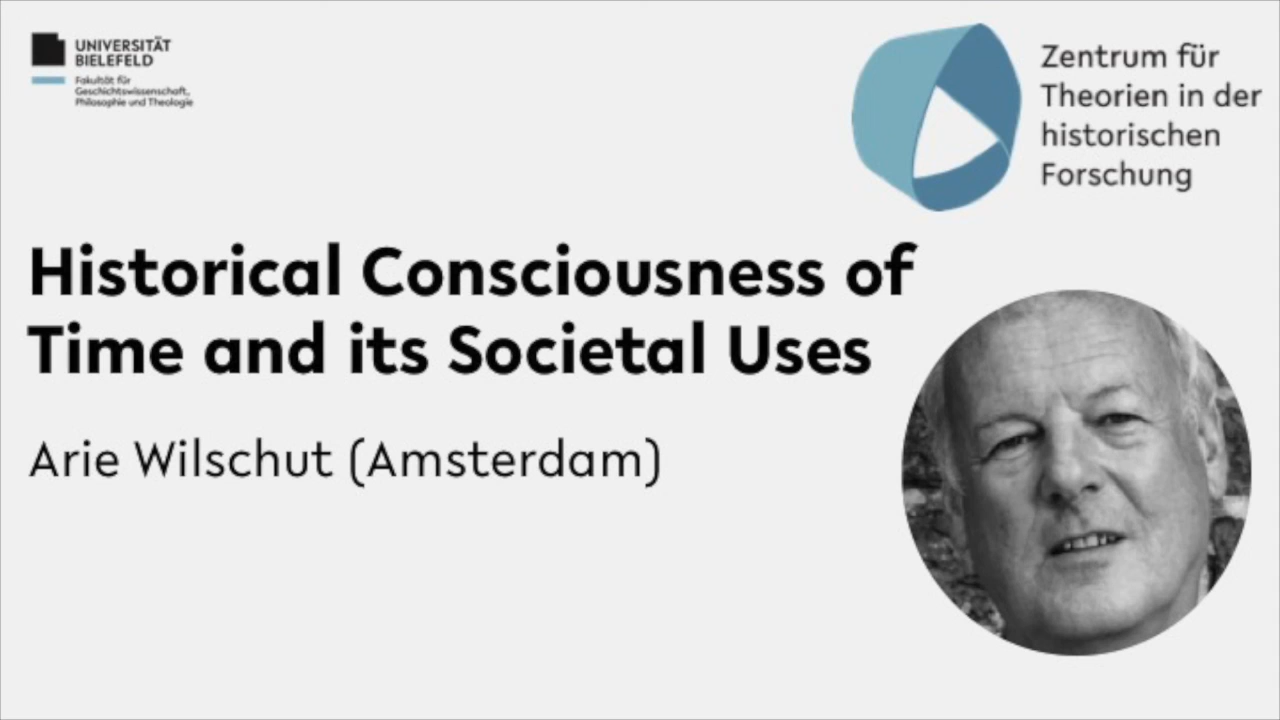 UNIVERSITÄT
BIELEFELD
Fakultät für
Geschichtswissenschaft,
Philosophie und Theologie
Zentrum für
Theorien in der
historischen
Forschung
Historical Consciousness of
Time and its Societal Uses
Arie Wilschut (Amsterdam)